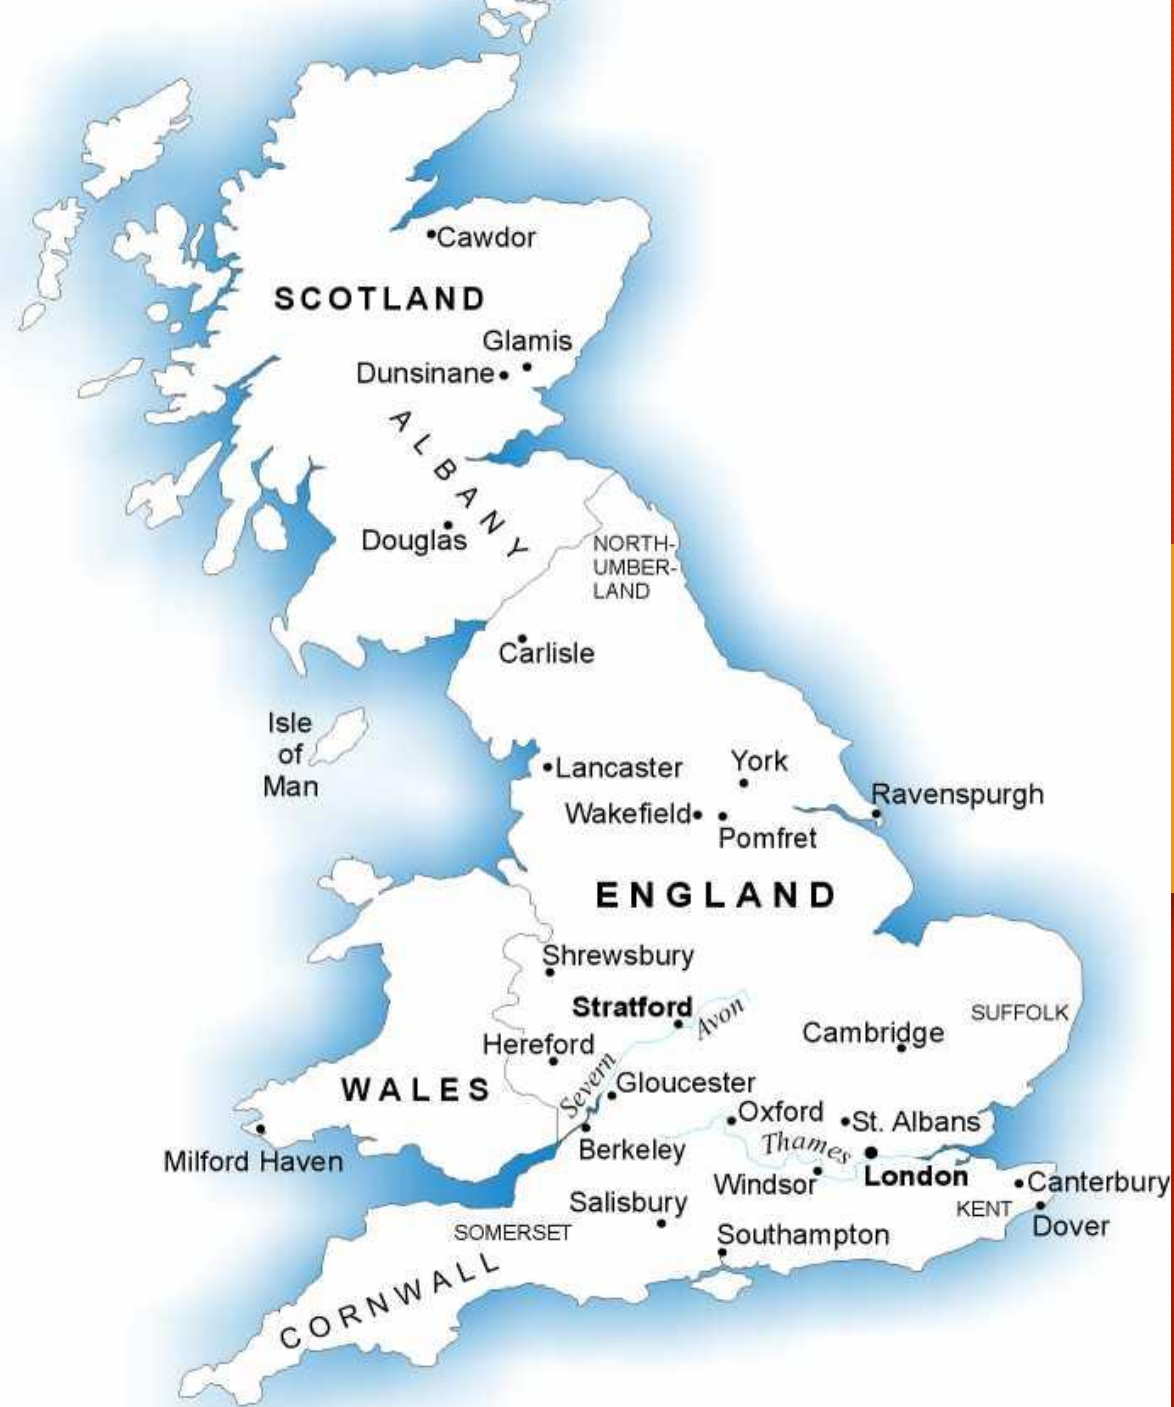 Cawdor
SCOTLAND
Glamis
Dunsinane
ALBANY
Douglas
NORTH-
UMBER-
LAND
Carlisle
Isle
of
Man
Lancaster
York
Wakefield
Pomfret
Ravenspurgh
ENGLAND
Shrewsbury
Stratford
Avon
SUFFOLK
Cambridge
Hereford
Severn
WALES
Gloucester
Oxford
St. Albans
Milford Haven
Berkeley
Thames
Windsor
London
Canterbury
Salisbury
KENT
Dover
SOMERSET
Southampton
CORNWALL